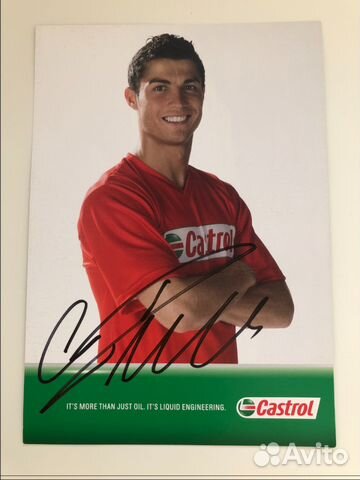 Castrol
IT'S MORE THAN JUST OIL. IT'S LIQUID ENGINEERING.
Castrol
Avito